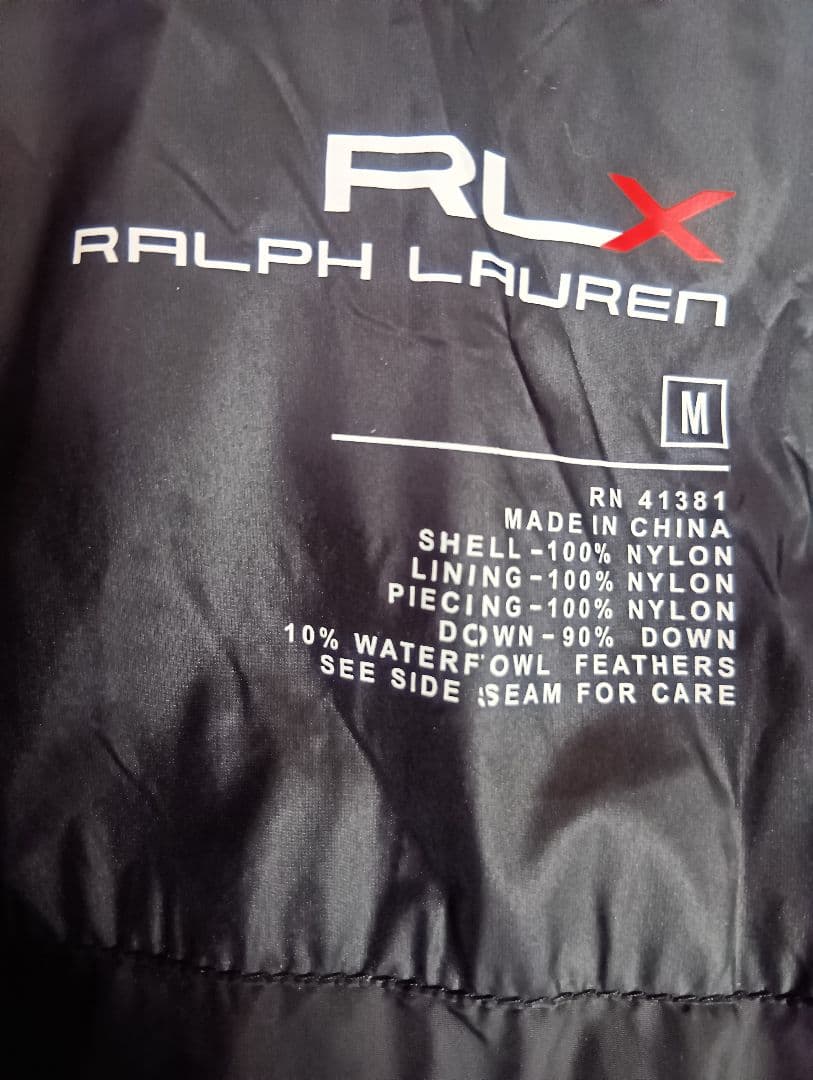 RLX
RALPH LAUREN
M
RN 41381
MADE IN CHINA
SHELL-100% NYLON
LINING-100% NYLON
PIECING-100% NYLON
DOWN-90% DOWN
10% WATERFOWL FEATHERS
SEE SIDE SEAM FOR CARE